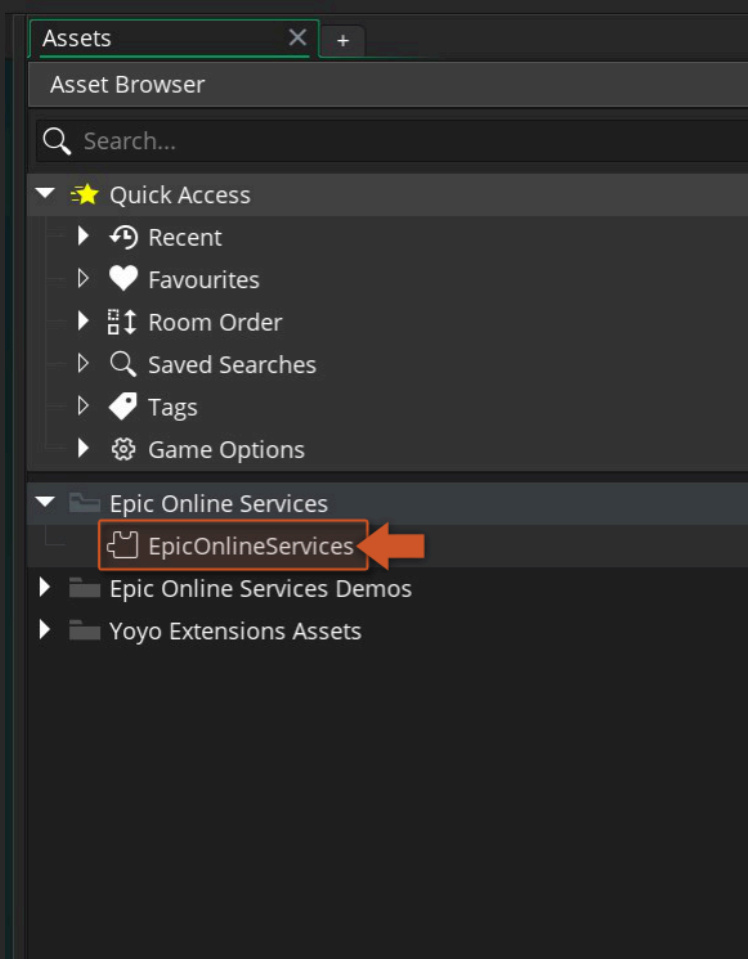 Assets
+
Asset Browser
Search...
Quick Access
Recent
Favourites
Room Order
Saved Searches
Tags
Game Options
Epic Online Services
EpicOnlineServices
Epic Online Services Demos
Yoyo Extensions Assets